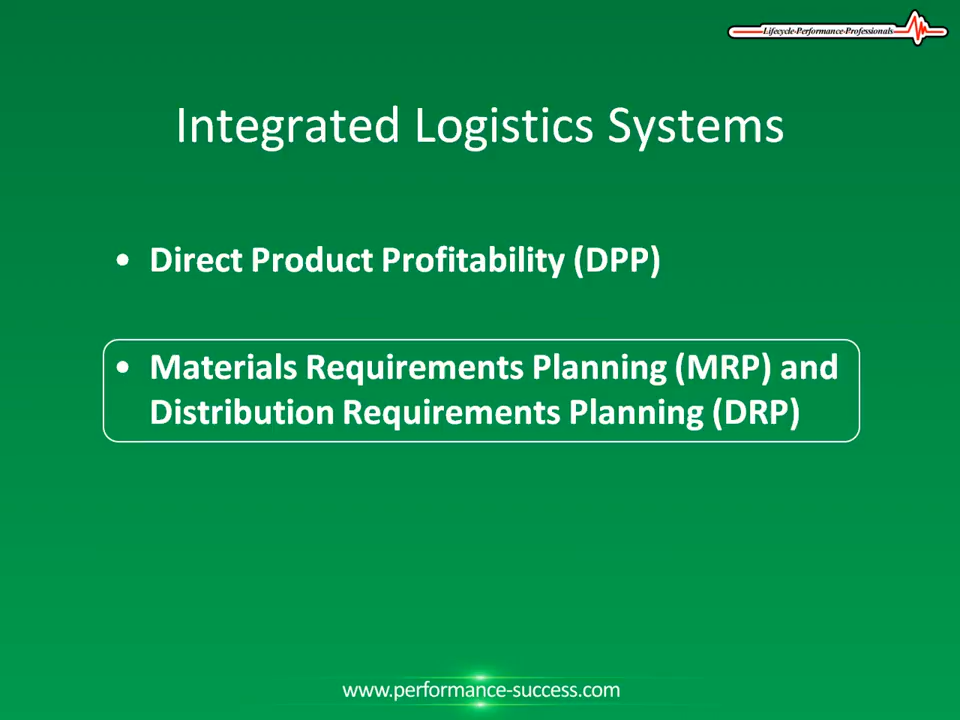 Lifecycle-Performance-Professionals
Integrated Logistics Systems
• Direct Product Profitability (DPP)
• Materials Requirements Planning (MRP) and
Distribution Requirements Planning (DRP)
www.performance-success.com